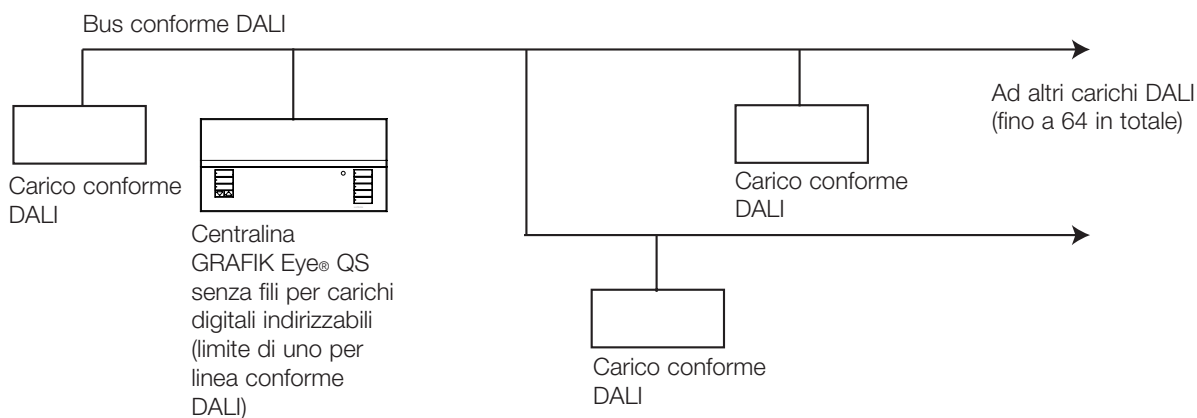 Bus conforme DALI
Ad altri carichi DALI
(fino a 64 in totale)
Carico conforme
DALI
Centralina
GRAFIK Eye® QS
senza fili per carichi
digitali indirizzabili
(limite di uno per
linea conforme
DALI)
Carico conforme
DALI
Carico conforme
DALI